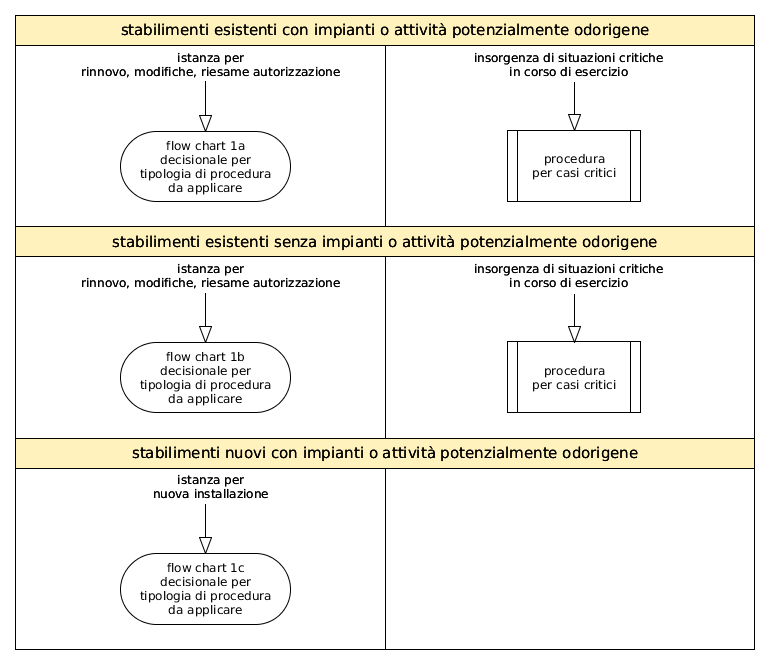 stabilimenti esistenti con impianti o attività potenzialmente odorigene
istanza per
rinnovo, modifiche, riesame autorizzazione
flow chart 1a
decisionale per
tipologia di procedura
da applicare
insorgenza di situazioni critiche
in corso di esercizio
procedura
per casi critici
stabilimenti esistenti senza impianti o attività potenzialmente odorigene
istanza per
rinnovo, modifiche, riesame autorizzazione
flow chart 1b
decisionale per
tipologia di procedura
da applicare
insorgenza di situazioni critiche
in corso di esercizio
procedura
per casi critici
stabilimenti nuovi con impianti o attività potenzialmente odorigene
istanza per
nuova installazione
flow chart 1c
decisionale per
tipologia di procedura
da applicare